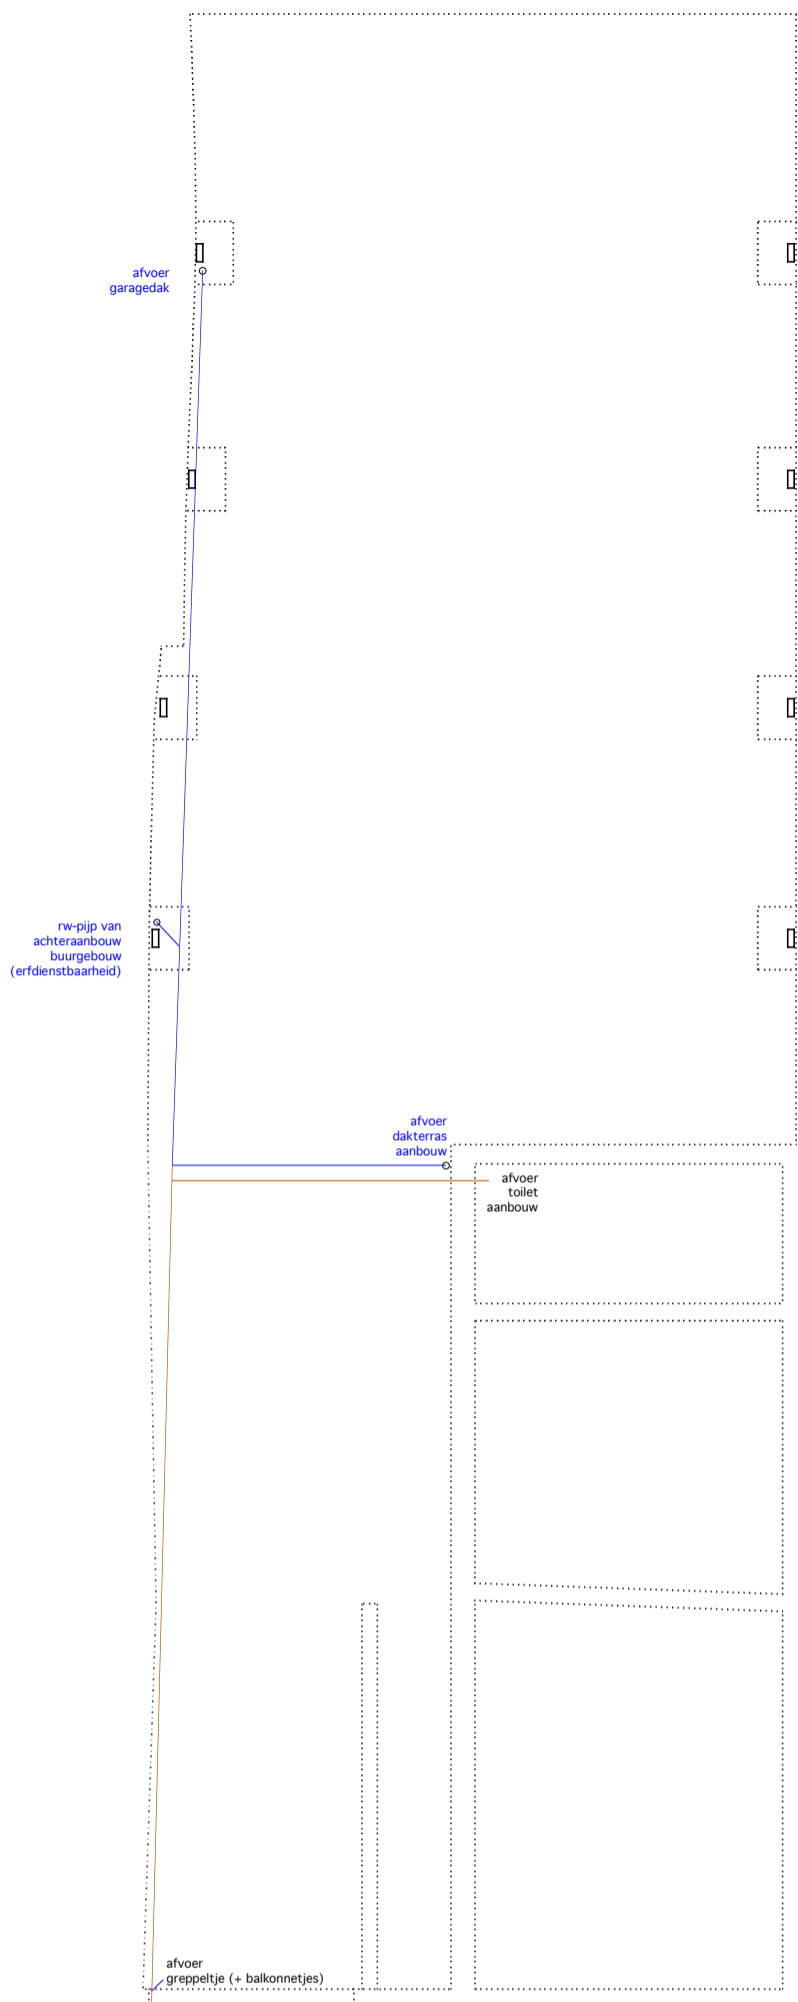 afvoer
garagedak
rw-pijp van
achteraanbouw
buurgebouw
(erfdienstbaarheid)
afvoer
dakterras
aanbouw
afvoer
toilet
aanbouw
afvoer
greppeltje (+ balkonnetjes)